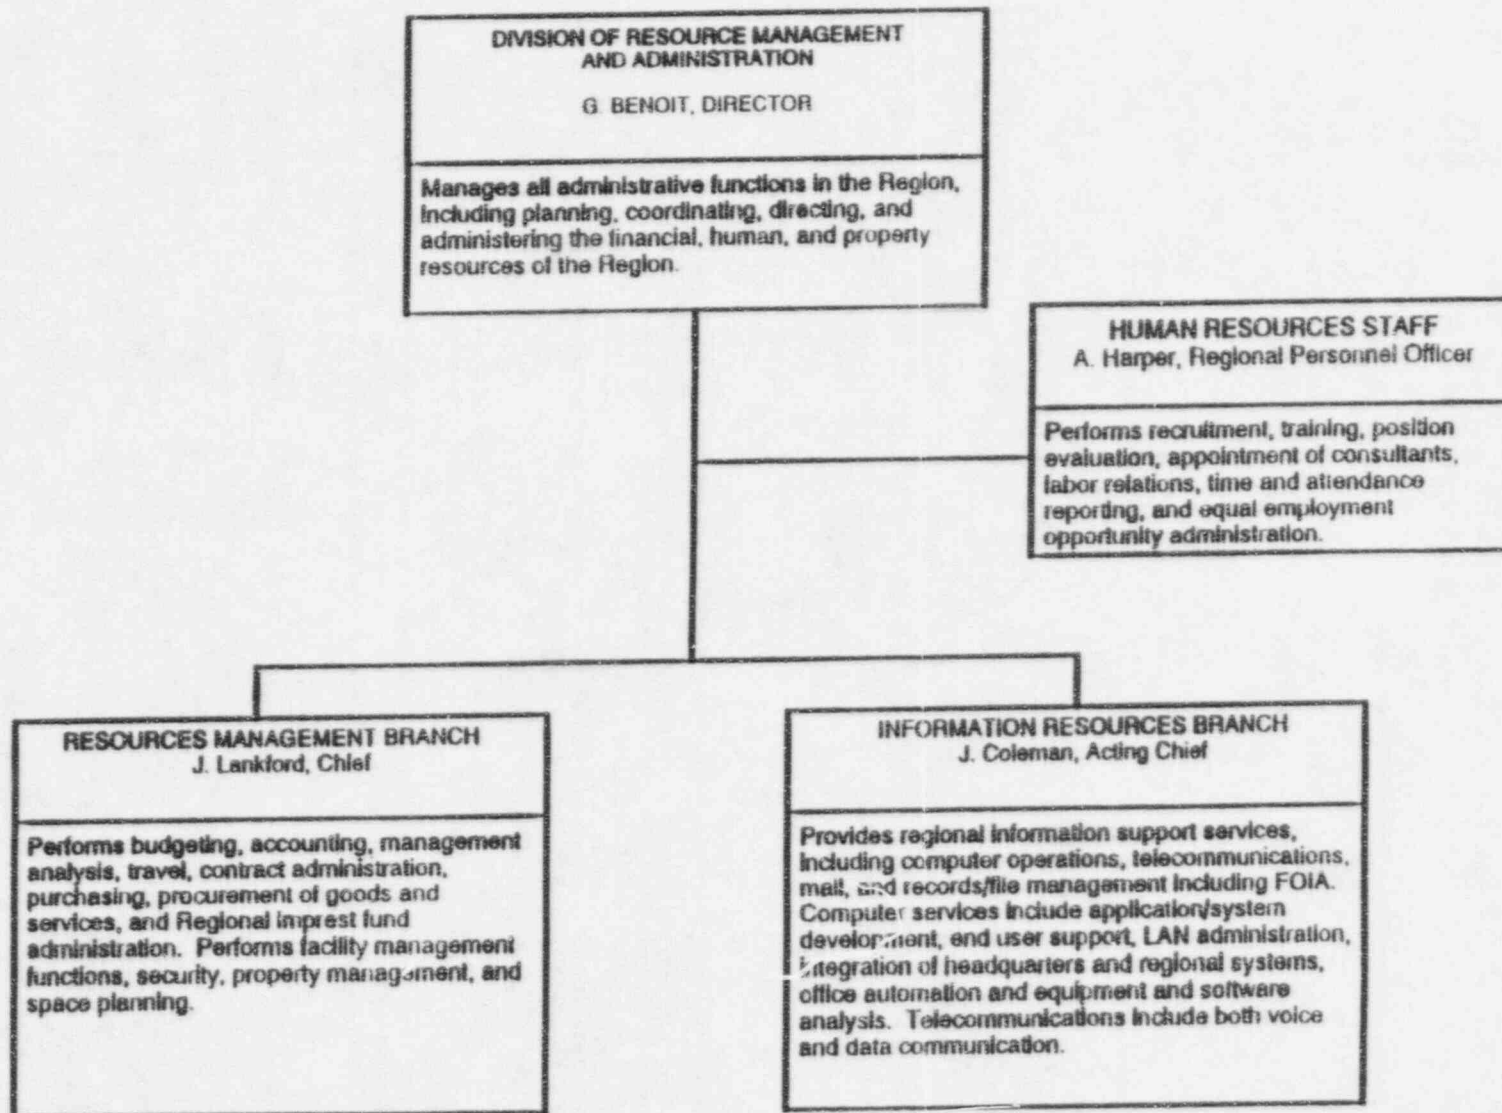 DIVISION OF RESOURCE MANAGEMENT
AND ADMINISTRATION
G. BENOIT, DIRECTOR
Manages all administrative functions in the Region,
including planning, coordinating, directing, and
administering the financial, human, and property
resources of the Region.
HUMAN RESOURCES STAFF
A. Harper, Regional Personnel Officer
Performs recruitment, training, position
evaluation, appointment of consultants,
labor relations, time and attendance
reporting, and equal employment
opportunity administration.
RESOURCES MANAGEMENT BRANCH
J. Lankford, Chief
Performs budgeting, accounting, management
analysis, travel, contract administration,
purchasing, procurement of goods and
services, and Regional imprest fund
administration. Performs facility management
functions, security, property management, and
space planning.
INFORMATION RESOURCES BRANCH
J. Coleman, Acting Chief
Provides regional information support services,
including computer operations, telecommunications,
mail, and records/file management including FOIA.
Computer services include application/system
development, end user support, LAN administration,
integration of headquarters and regional systems,
office automation and equipment and software
analysis. Telecommunications include both voice
and data communication.